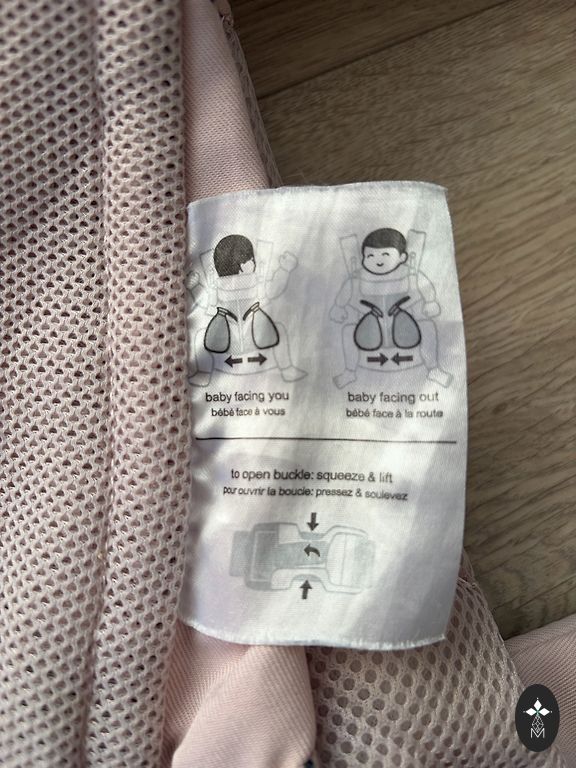 baby facing you
bébé face à vous
baby facing out
bébé face à la route
to open buckle: squeeze & lift
pour ouvrir la boucle: pressez & soulevez
M